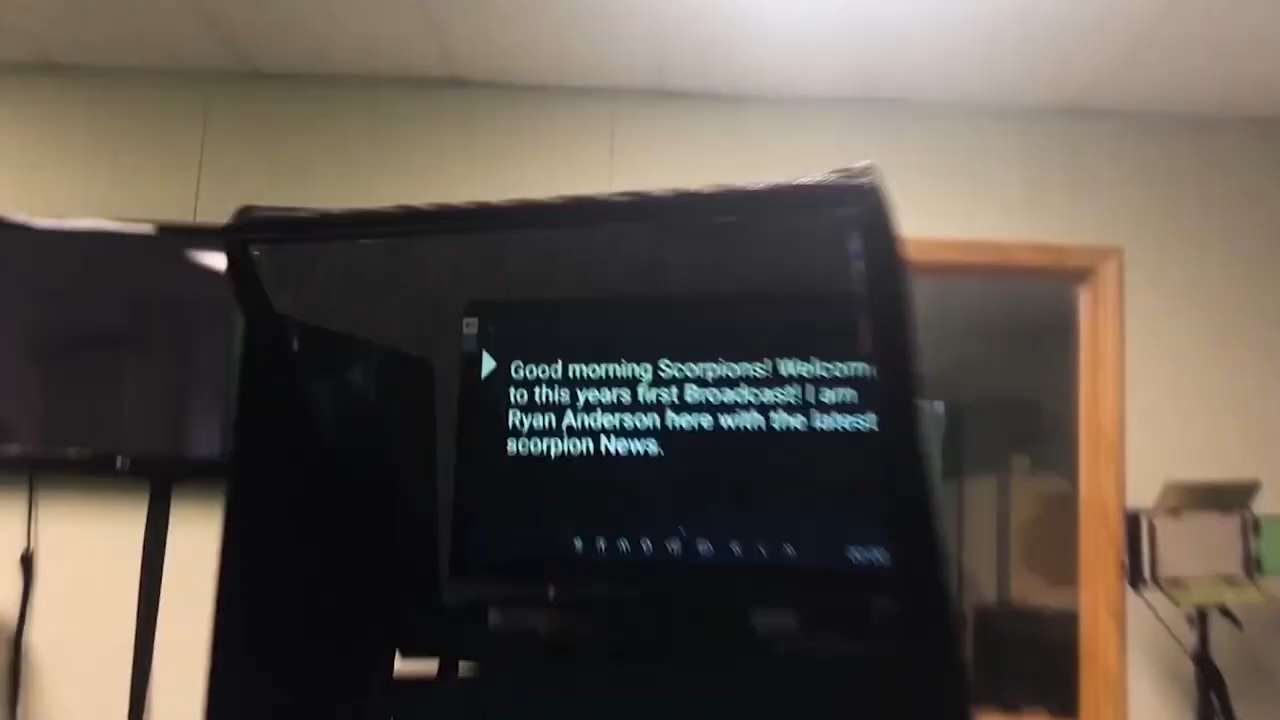 Good morning Scorpions! Welcom
to this years first Broadcast! I am
Ryan Anderson here with the latest
scorpion News.